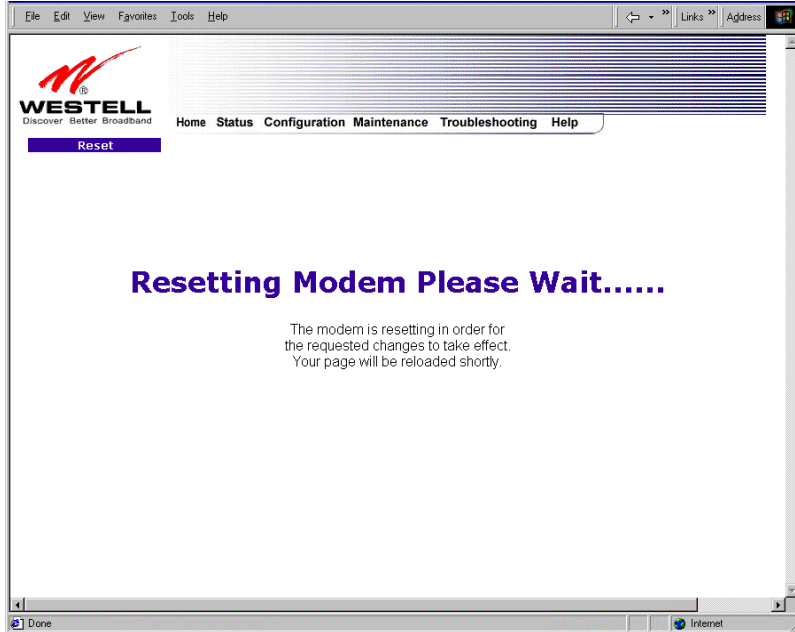 File Edit View Favorites Tools Help » Links » Address
WESTELL
®
Discover Better Broadband
Home Status Configuration Maintenance Troubleshooting Help
Reset
Resetting Modem Please Wait......
The modem is resetting in order for
the requested changes to take effect.
Your page will be reloaded shortly.
Done Internet